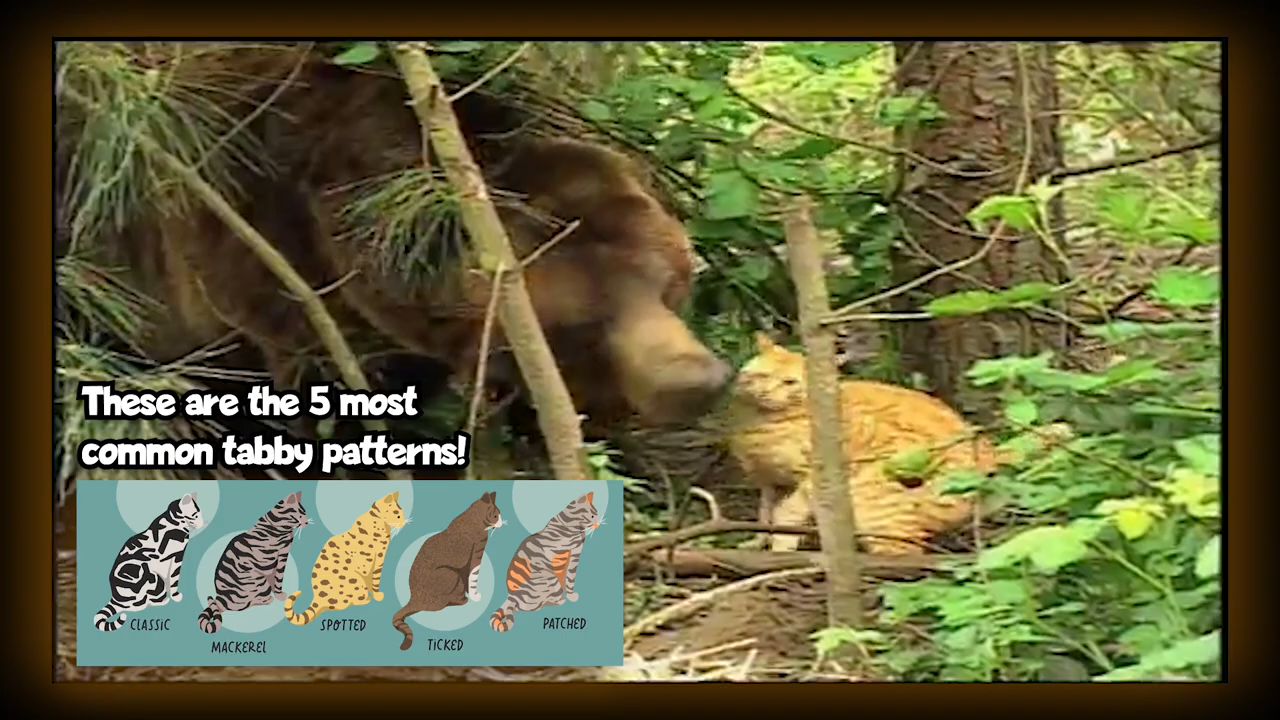 These are the 5 most
common tabby patterns!
CLASSIC
MACKEREL
SPOTTED
TICKED
PATCHED